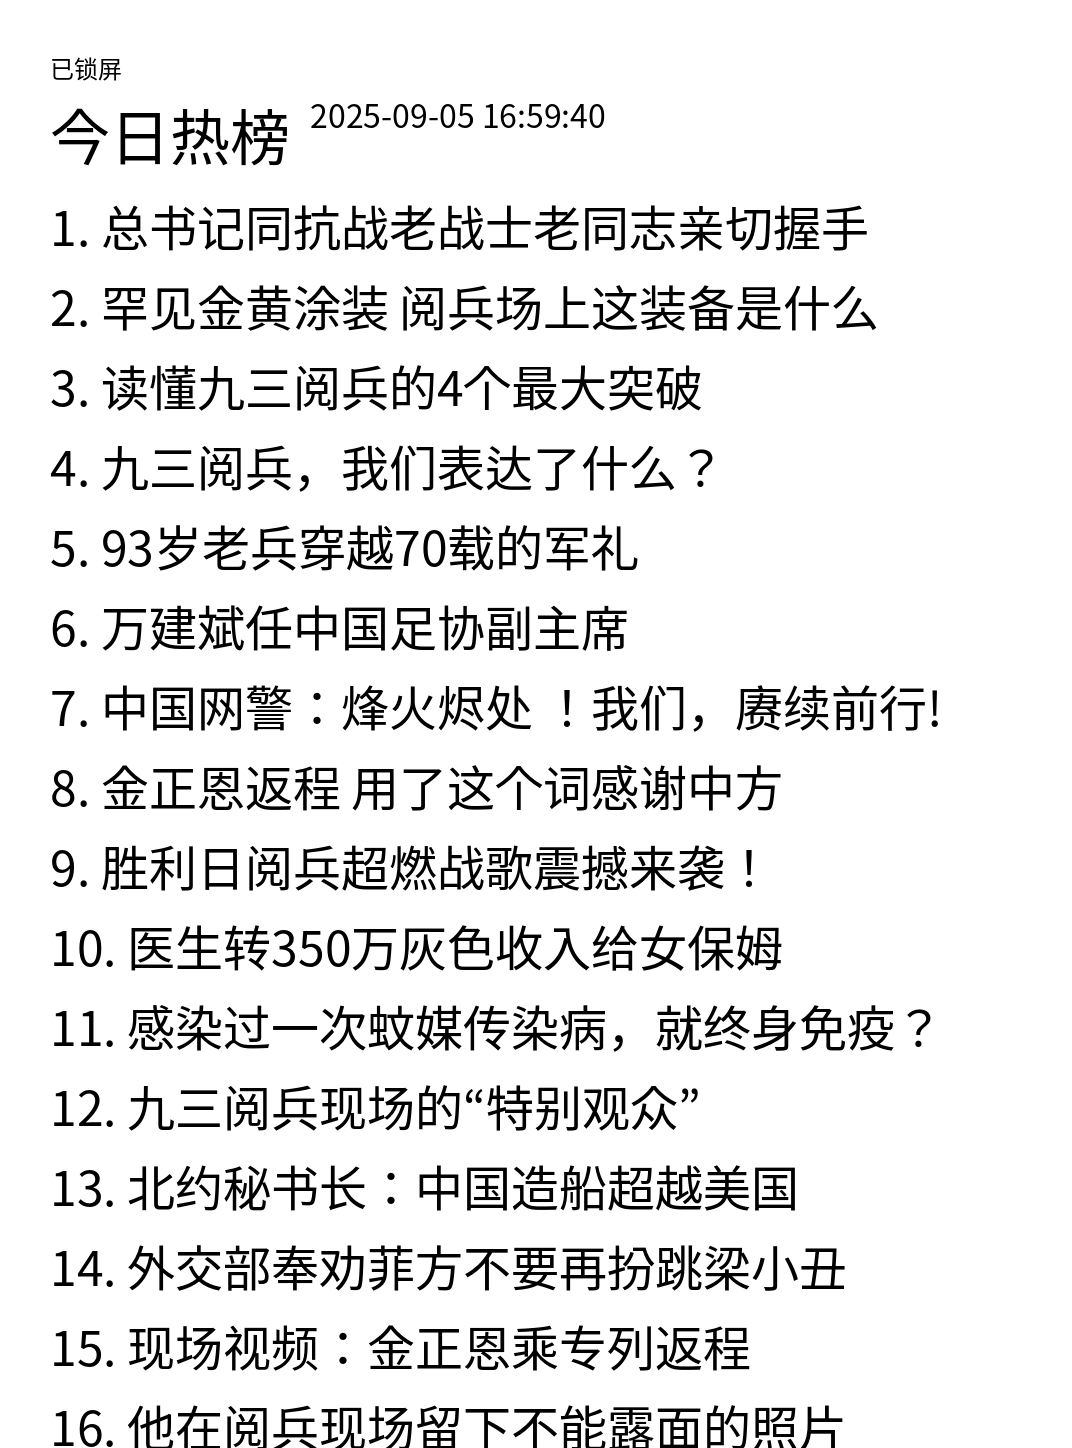 已锁屏
今日热榜 2025-09-05 16:59:40
1. 总书记同抗战老战士老同志亲切握手
2. 罕见金黄涂装 阅兵场上这装备是什么
3. 读懂九三阅兵的4个最大突破
4. 九三阅兵，我们表达了什么？
5. 93岁老兵穿越70载的军礼
6. 万建斌任中国足协副主席
7. 中国网警：烽火烬处 ！我们，赓续前行!
8. 金正恩返程 用了这个词感谢中方
9. 胜利日阅兵超燃战歌震撼来袭！
10. 医生转350万灰色收入给女保姆
11. 感染过一次蚊媒传染病，就终身免疫？
12. 九三阅兵现场的“特别观众”
13. 北约秘书长：中国造船超越美国
14. 外交部奉劝菲方不要再扮跳梁小丑
15. 现场视频：金正恩乘专列返程
16. 他在阅兵现场留下不能露面的照片